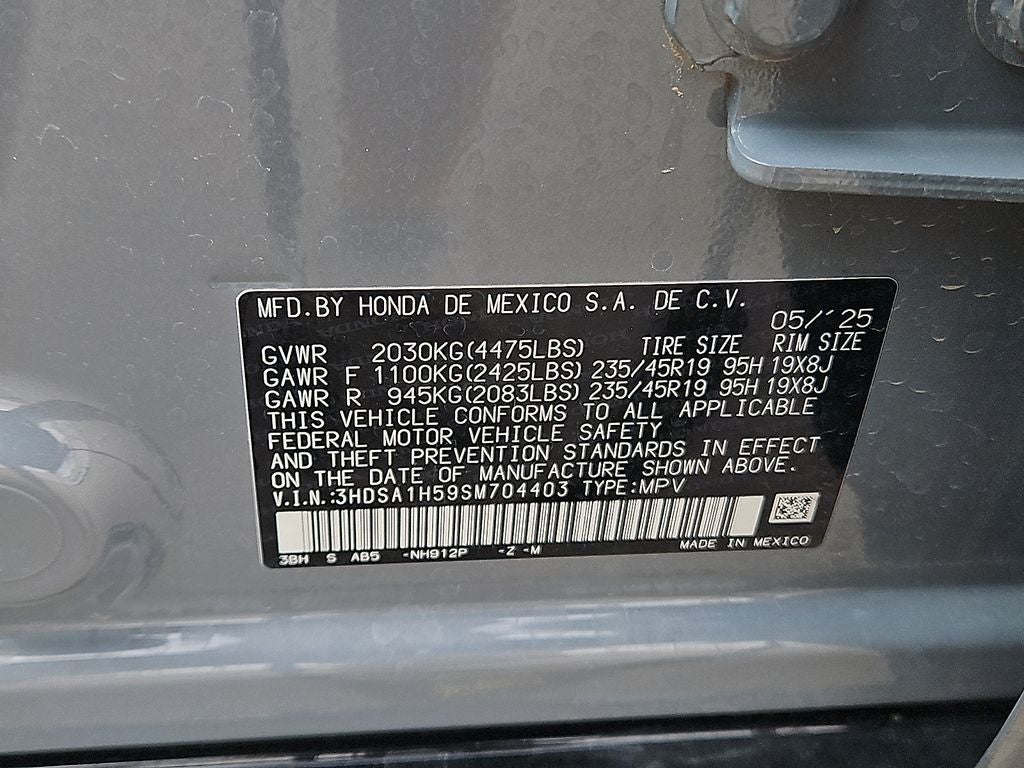 MFD.BY HONDA DE MEXICO S.A. DE C.V.
05/'25
GVWR 2030KG(4475LBS) TIRE SIZE RIM SIZE
GAWR F 1100KG(2425LBS) 235/45R19 95H 19X8J
GAWR R 945KG(2083LBS) 235/45R19 95H 19X8J
THIS VEHICLE CONFORMS TO ALL APPLICABLE
FEDERAL MOTOR VEHICLE SAFETY
AND THEFT PREVENTION STANDARDS IN EFFECT
ON THE DATE OF MANUFACTURE SHOWN ABOVE.
V.I.N.:3HDSA1H59SM704403 TYPE:MPV
3BH S AB5 -NH912P -Z -M MADE IN MEXICO